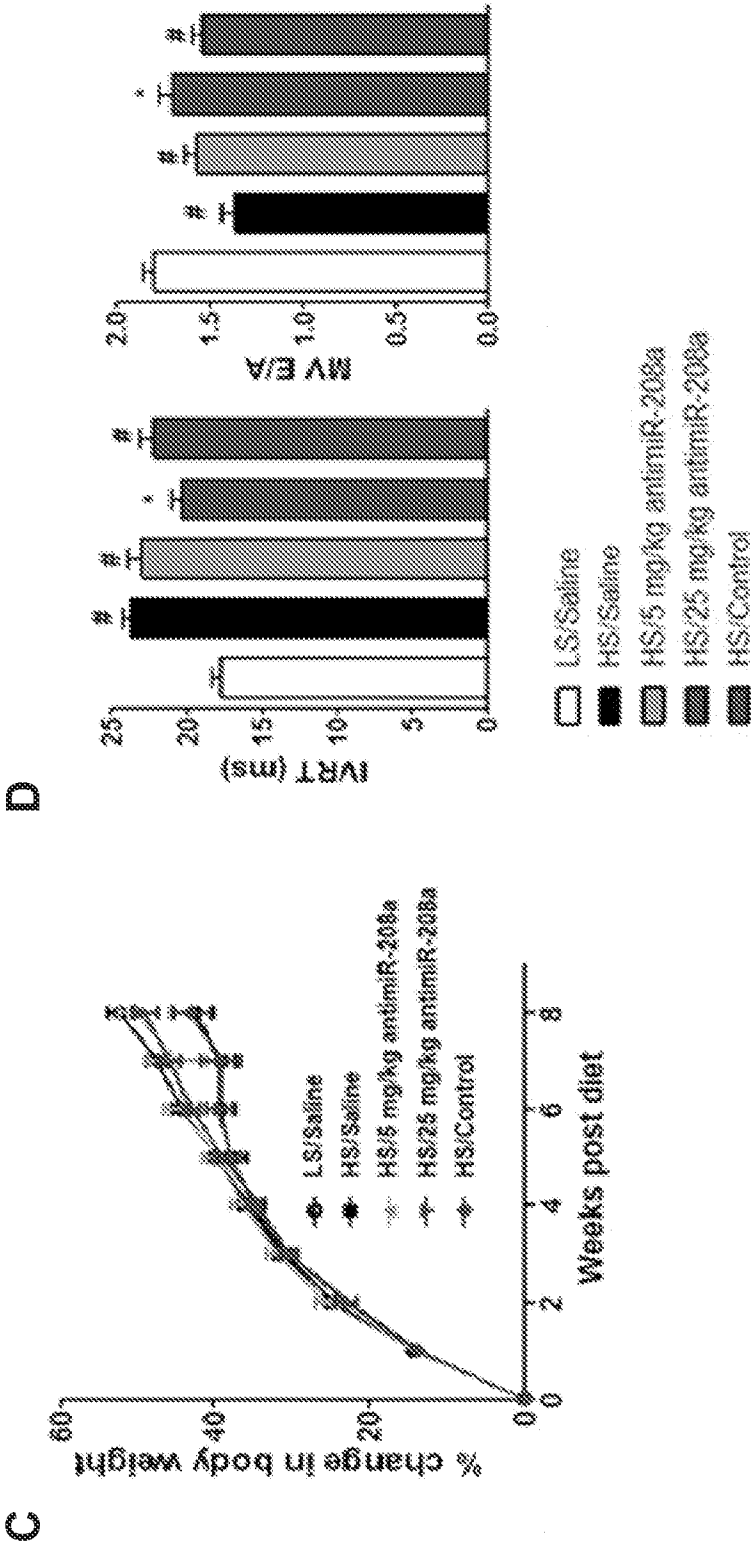 C
60
40
20
0
% change in body weight
0
2
4
6
8
Weeks post diet
LS/Saline
HS/Saline
HS/5 mg/kg antimiR-208a
HS/25 mg/kg antimiR-208a
HS/Control
D
25
20
15
10
5
0
IVRT (ms)
#
#
*
#
2.0
1.5
1.0
0.5
0.0
MV E/A
#
#
*
#
LS/Saline
HS/Saline
HS/5 mg/kg antimiR-208a
HS/25 mg/kg antimiR-208a
HS/Control